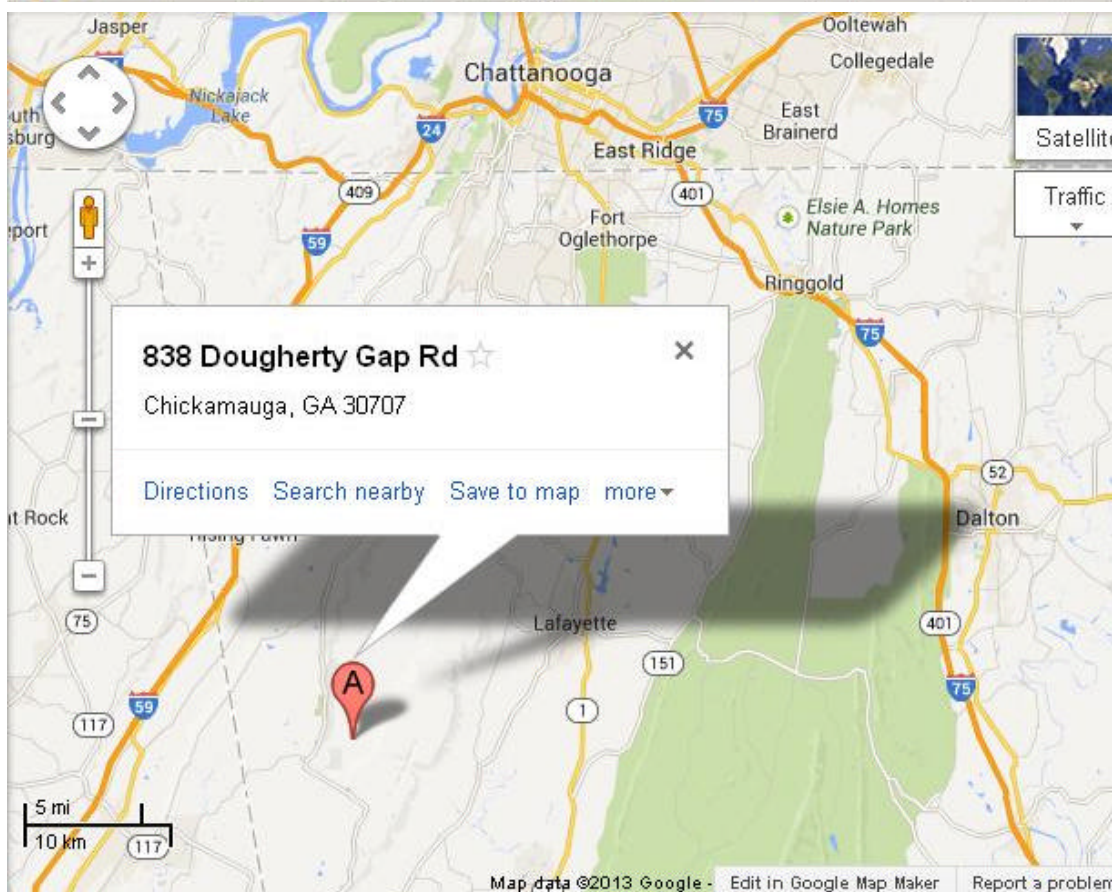 Jasper
Ooltewah
Collegedale
Chattanooga
Nickajack
Lake
75
East
Brainerd
24
East Ridge
Satellite
409
401
Traffic
Elsie A. Homes
Nature Park
Fort
Oglethorpe
59
Ringgold
75
838 Dougherty Gap Rd
Chickamauga, GA 30707
Directions Search nearby Save to map more
52
Dalton
Lafayette
75
401
151
A
75
59
1
117
5 mi
10 km
117
Map data ©2013 Google - Edit in Google Map Maker Report a problem